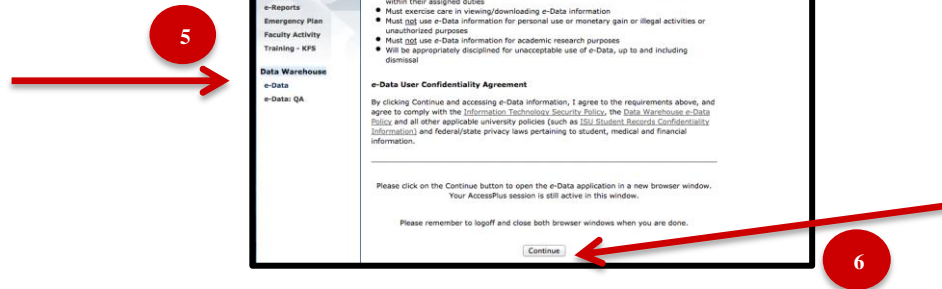 e-Reports
Emergency Plan
Faculty Activity
Training - KFS
Data Warehouse
e-Data
e-Data: QA
5
within their assigned duties
Must exercise care in viewing/downloading e-Data information
Must not use e-Data information for personal use or monetary gain or illegal activities or
unauthorized purposes
Must not use e-Data information for academic research purposes
Will be appropriately disciplined for unacceptable use of e-Data, up to and including
dismissal
e-Data User Confidentiality Agreement
By clicking Continue and accessing e-Data information, I agree to the requirements above, and
agree to comply with the Information Technology Security Policy, the Data Warehouse e-Data
Policy and all other applicable university policies (such as ISU Student Records Confidentiality
Information) and federal/state privacy laws pertaining to student, medical and financial
information.
Please click on the Continue button to open the e-Data application in a new browser window.
Your AccessPlus session is still active in this window.
Please remember to logoff and close both browser windows when you are done.
Continue
6